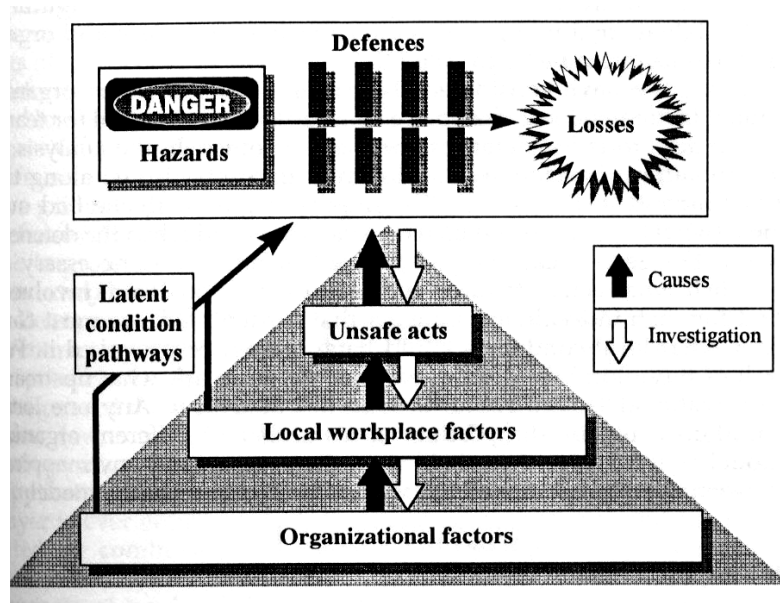 Defences
DANGER
Hazards
Losses
Latent
condition
pathways
Causes
Investigation
Unsafe acts
Local workplace factors
Organizational factors